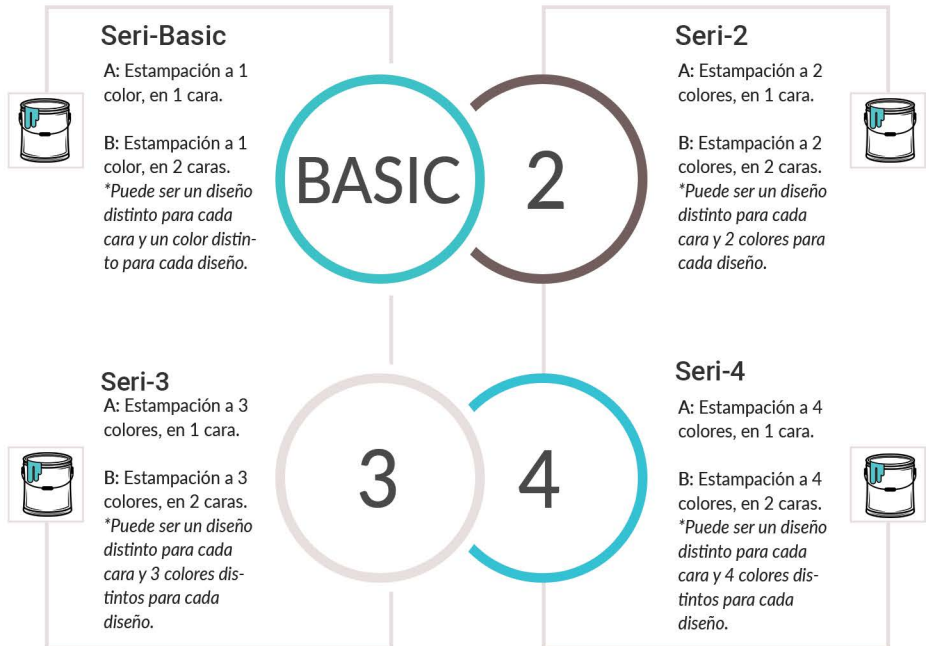 Seri-Basic
A: Estampación a 1
color, en 1 cara.
B: Estampación a 1
color, en 2 caras.
*Puede ser un diseño
distinto para cada
cara y un color distin-
to para cada diseño.
BASIC
2
Seri-2
A: Estampación a 2
colores, en 1 cara.
B: Estampación a 2
colores, en 2 caras.
*Puede ser un diseño
distinto para cada
cara y 2 colores para
cada diseño.
Seri-3
A: Estampación a 3
colores, en 1 cara.
B: Estampación a 3
colores, en 2 caras.
*Puede ser un diseño
distinto para cada
cara y 3 colores dis-
tintos para cada
diseño.
3
4
Seri-4
A: Estampación a 4
colores, en 1 cara.
B: Estampación a 4
colores, en 2 caras.
*Puede ser un diseño
distinto para cada
cara y 4 colores dis-
tintos para cada
diseño.